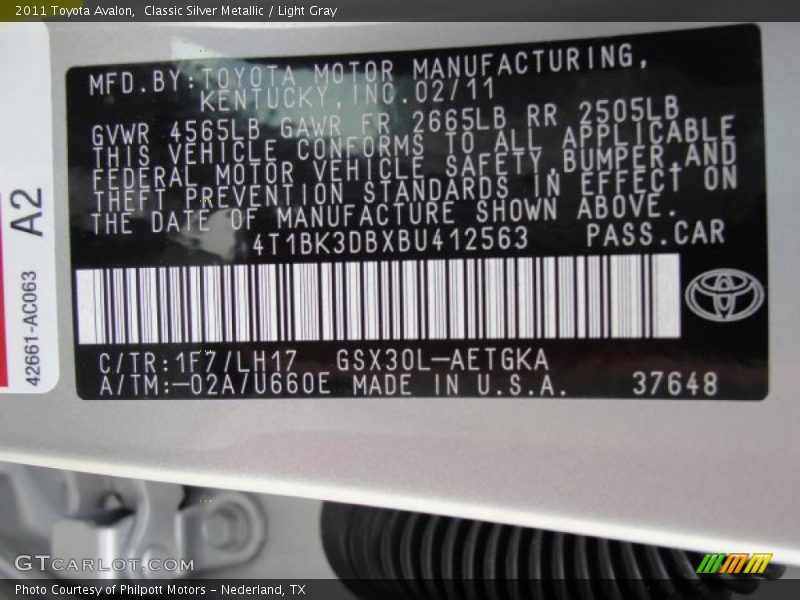 2011 Toyota Avalon,  Classic Silver Metallic / Light Gray
MFD.BY:TOYOTA MOTOR MANUFACTURING,
KENTUCKY,INC.02/11
GVWR 4565LB GAWR FR 2665LB RR 2505LB
THIS VEHICLE CONFORMS TO ALL APPLICABLE
FEDERAL MOTOR VEHICLE SAFETY,BUMPER,AND
THEFT PREVENTION STANDARDS IN EFFECT ON
THE DATE OF MANUFACTURE SHOWN ABOVE.
4T1BK3DBXBU412563 PASS.CAR
C/TR:1F7/LH17 GSX30L-AETGKA
A/TM:-02A/U660E MADE IN U.S.A. 37648
A2
42661-AC063
GTCARLOT.COM
Photo Courtesy of Philpott Motors - Nederland, TX